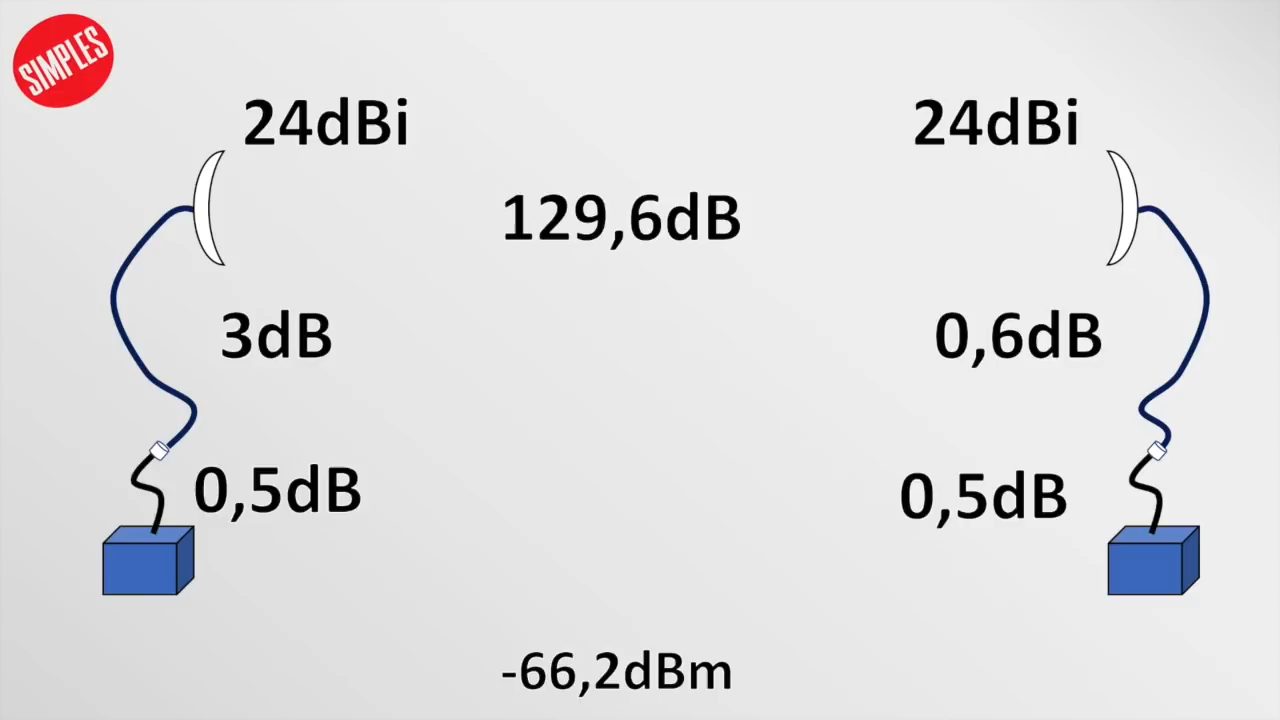 SIMPLES
24dBi
24dBi
129,6dB
3dB
0,6dB
0,5dB
0,5dB
-66,2dBm